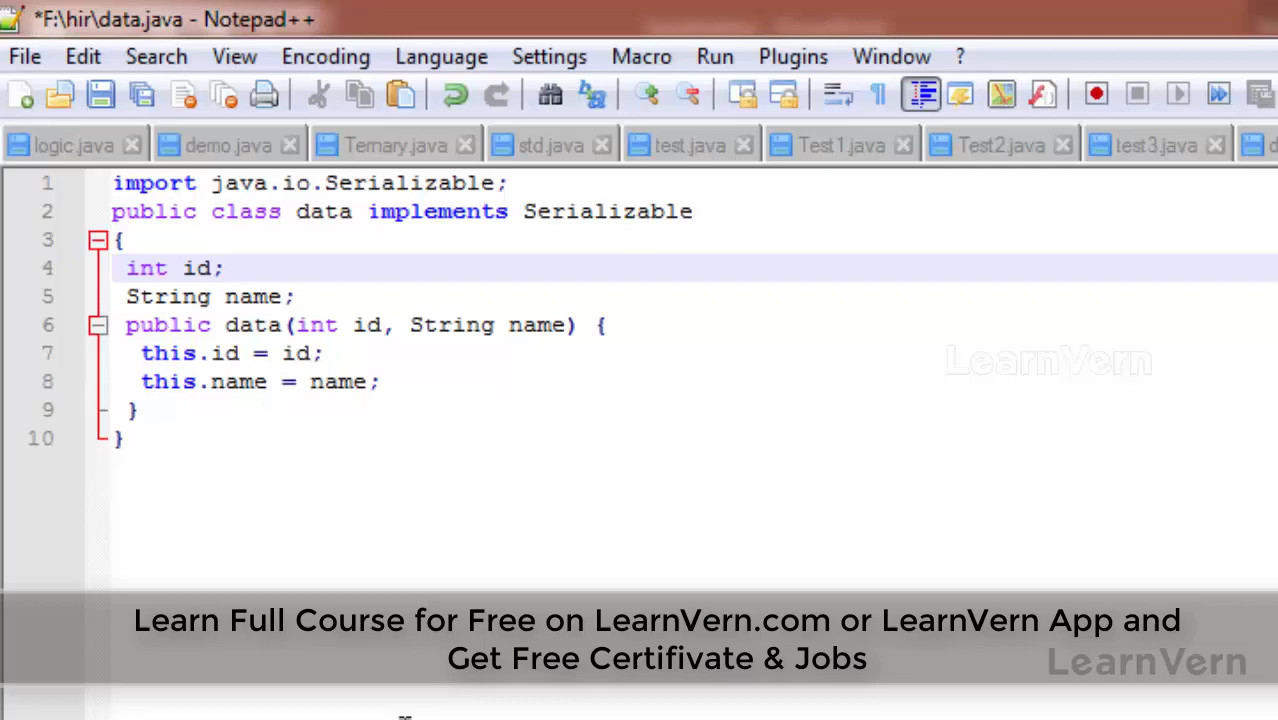 *F:\hir\data.java - Notepad++
File Edit Search View Encoding Language Settings Macro Run Plugins Window ?
logic.java demo.java Ternary.java std.java test.java Test1.java Test2.java test3.java
1 import java.io.Serializable;
2 public class data implements Serializable
3 {
4 int id;
5 String name;
6 public data(int id, String name) {
7 this.id = id;
8 this.name = name;
9 }
10 }
LearnVern
Learn Full Course for Free on LearnVern.com or LearnVern App and
Get Free Certifivate & Jobs
LearnVern